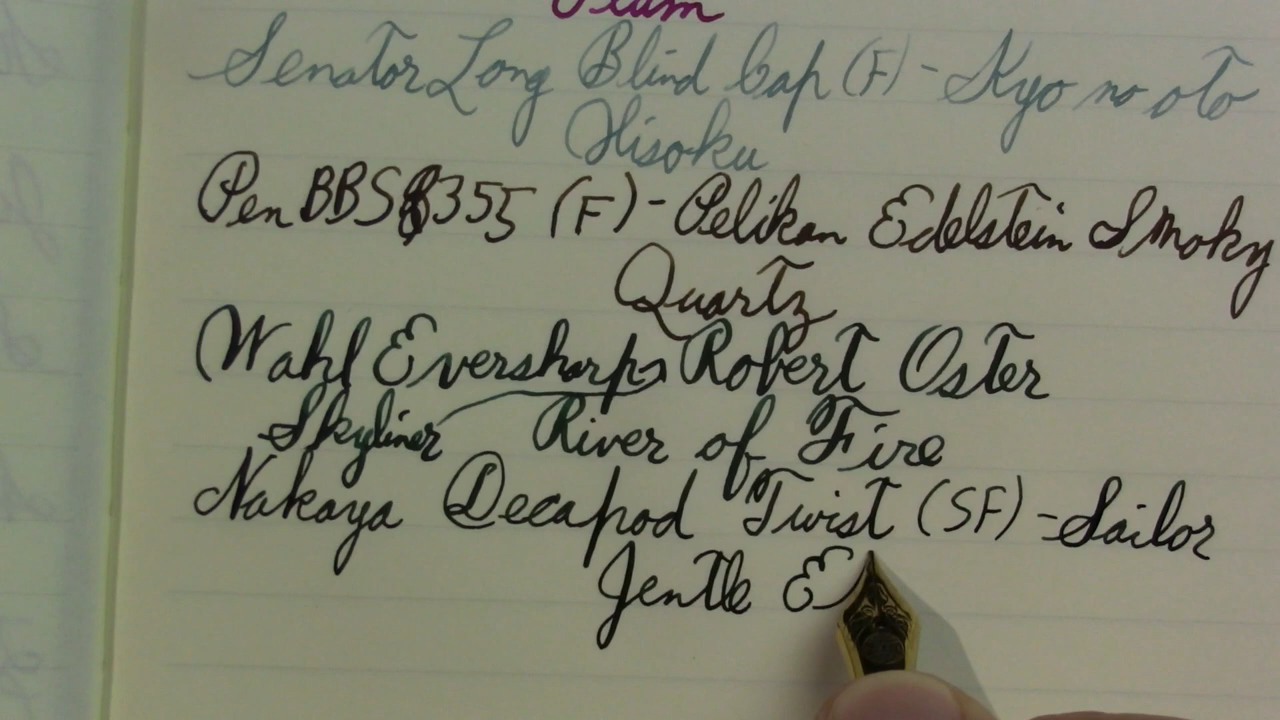 Plum
Senator Long Blind Cap (F) - Kyo no oto
Hisoku
Pen BBS 355 (F) - Pelikan Edelstein Smoky
Quartz
Wahl Eversharp Robert Oster
Skyliner River of Fire
Nakaya Decapod Twist (SF) - Sailor
Jentle E